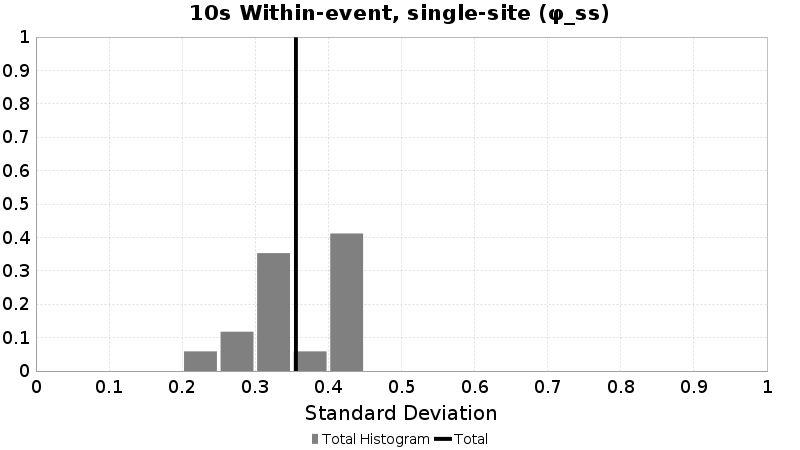 10s Within-event, single-site (φ_ss)
1
0.9
0.8
0.7
0.6
0.5
0.4
0.3
0.2
0.1
0
0 0.1 0.2 0.3 0.4 0.5 0.6 0.7 0.8 0.9 1
Standard Deviation
Total Histogram Total